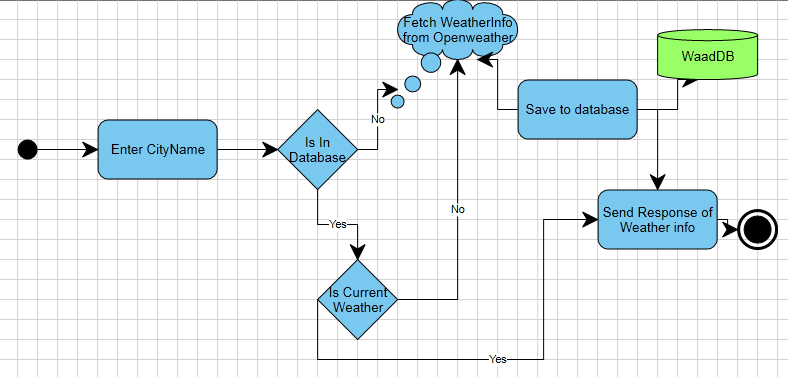 Fetch WeatherInfo
from Openweather
WaadDB
Save to database
No
Enter CityName
Is In
Database
No
Yes
Send Response of
Weather info
Is Current
Weather
Yes